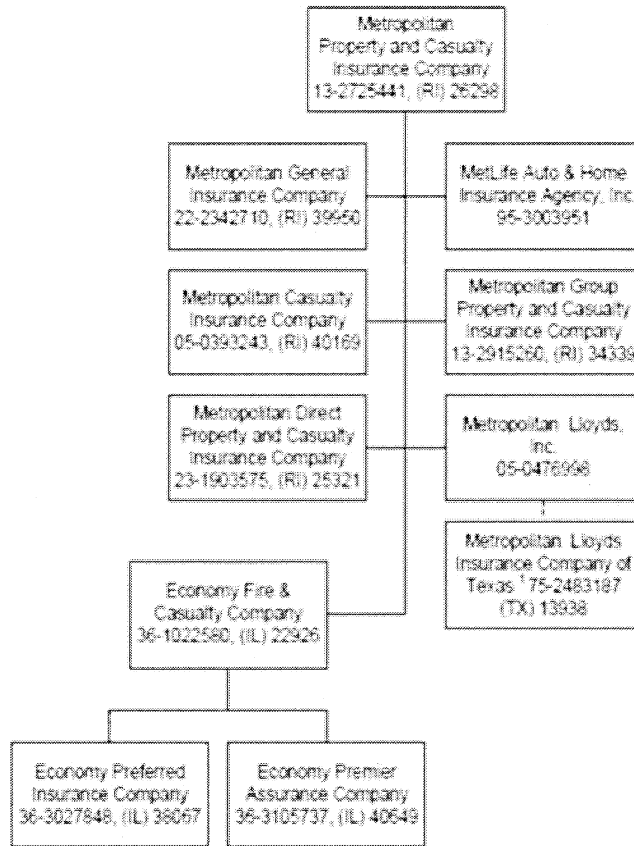 Metropolitan
Property and Casualty
Insurance Company
13-2725441, (RI) 26298
Metropolitan General
Insurance Company
22-2342710, (RI) 39950
MetLife Auto & Home
Insurance Agency, Inc.
95-3003951
Metropolitan Casualty
Insurance Company
05-0393243, (RI) 40169
Metropolitan Group
Property and Casualty
Insurance Company
13-2915260, (RI) 34339
Metropolitan Direct
Property and Casualty
Insurance Company
23-1903575, (RI) 25321
Metropolitan Lloyds,
Inc.
05-0476998
Metropolitan Lloyds
Insurance Company of
Texas 1 75-2483187
(TX) 13938
Economy Fire &
Casualty Company
36-1022580, (IL) 22926
Economy Preferred
Insurance Company
36-3027848, (IL) 38067
Economy Premier
Assurance Company
36-3105737, (IL) 40649